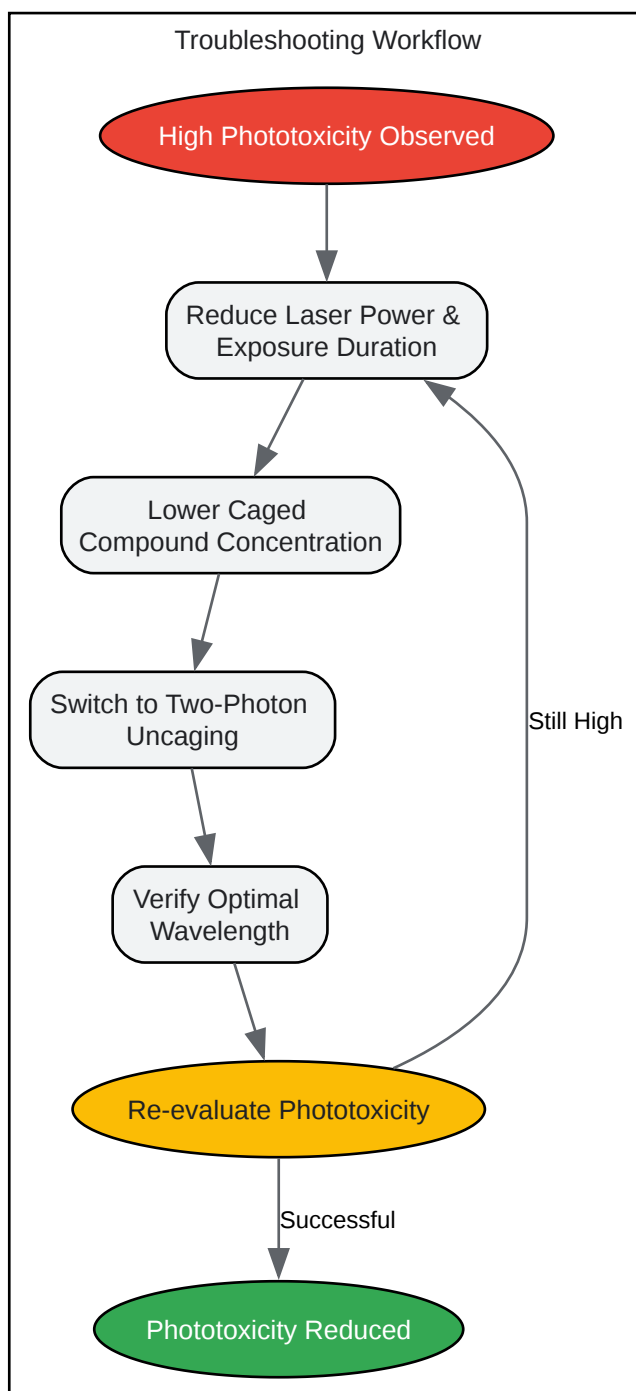 Troubleshooting Workflow
High Phototoxicity Observed
Reduce Laser Power &
Exposure Duration
Lower Caged
Compound Concentration
Switch to Two-Photon
Uncaging
Still High
Verify Optimal
Wavelength
Re-evaluate Phototoxicity
Successful
Phototoxicity Reduced